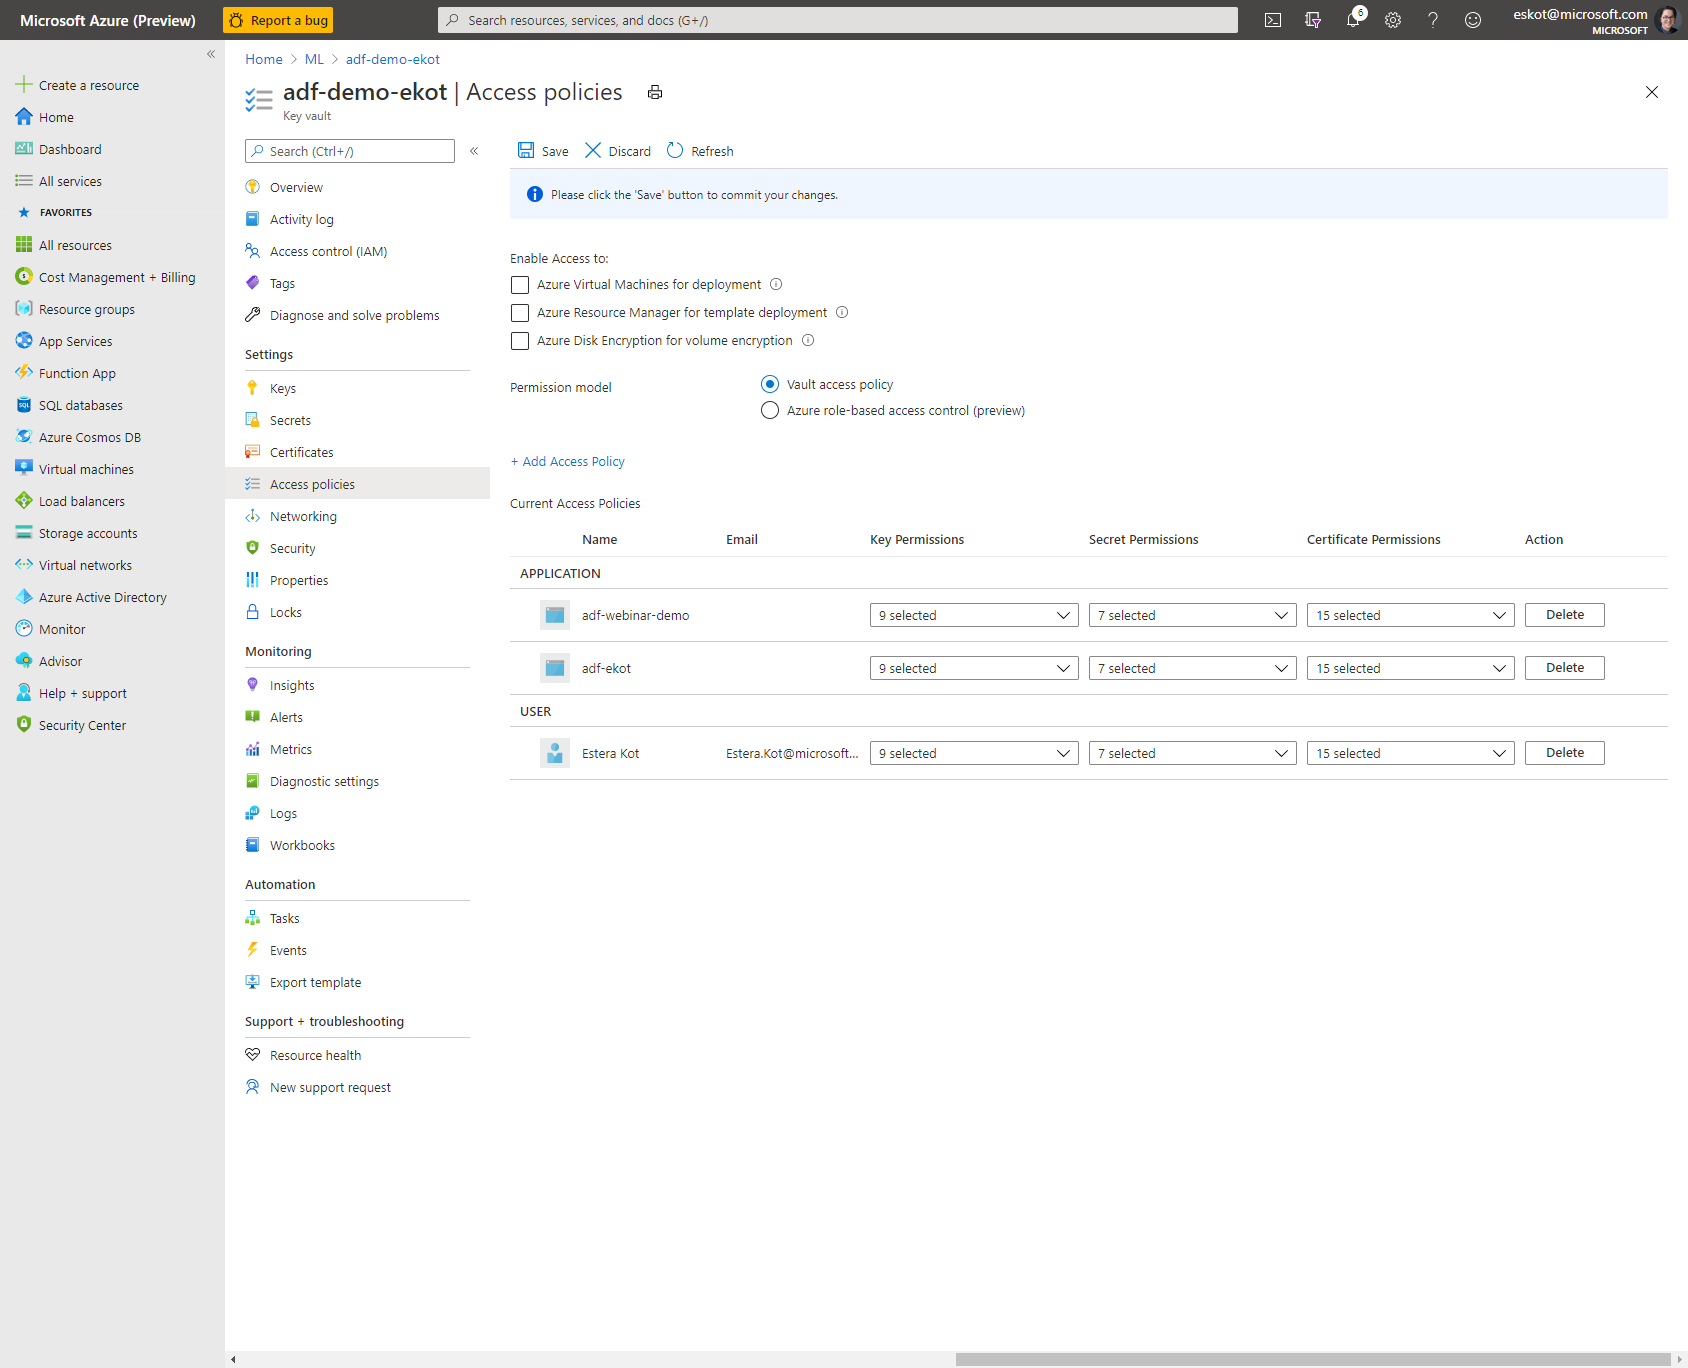 Microsoft Azure (Preview)
Report a bug
Search resources, services, and docs (G+/)
6
eskot@microsoft.com
MICROSOFT
«
Create a resource
Home
Dashboard
All services
FAVORITES
All resources
Cost Management + Billing
Resource groups
App Services
Function App
SQL databases
Azure Cosmos DB
Virtual machines
Load balancers
Storage accounts
Virtual networks
Azure Active Directory
Monitor
Advisor
Help + support
Security Center
Home > ML > adf-demo-ekot
adf-demo-ekot | Access policies
Key vault
Search (Ctrl+/)
«
Overview
Activity log
Access control (IAM)
Tags
Diagnose and solve problems
Settings
Keys
Secrets
Certificates
Access policies
Networking
Security
Properties
Locks
Monitoring
Insights
Alerts
Metrics
Diagnostic settings
Logs
Workbooks
Automation
Tasks
Events
Export template
Support + troubleshooting
Resource health
New support request
Save Discard Refresh
Please click the 'Save' button to commit your changes.
Enable Access to:
Azure Virtual Machines for deployment
Azure Resource Manager for template deployment
Azure Disk Encryption for volume encryption
Permission model
Vault access policy
Azure role-based access control (preview)
+ Add Access Policy
Current Access Policies
Name Email Key Permissions Secret Permissions Certificate Permissions Action
APPLICATION
adf-webinar-demo 9 selected 7 selected 15 selected Delete
adf-ekot 9 selected 7 selected 15 selected Delete
USER
Estera Kot Estera.Kot@microsoft... 9 selected 7 selected 15 selected Delete